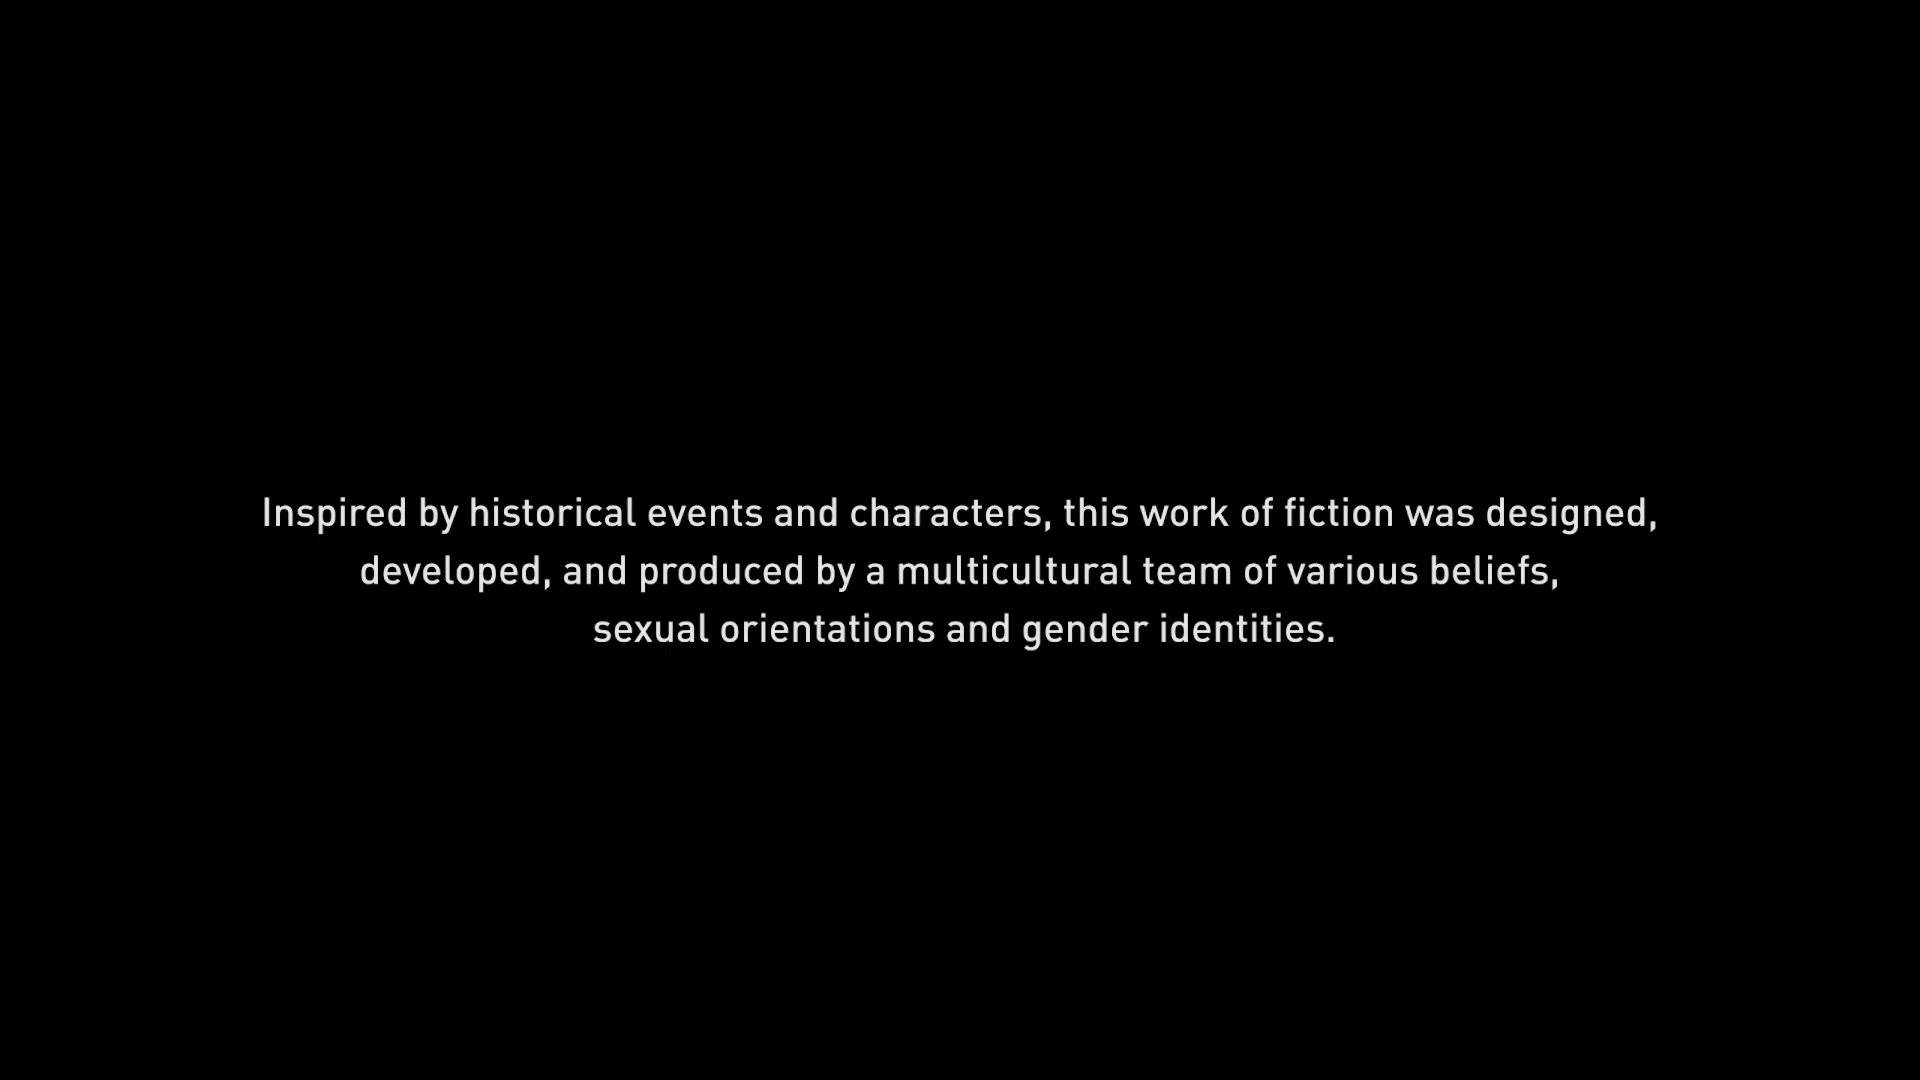 Inspired by historical events and characters, this work of fiction was designed,
developed, and produced by a multicultural team of various beliefs,
sexual orientations and gender identities.